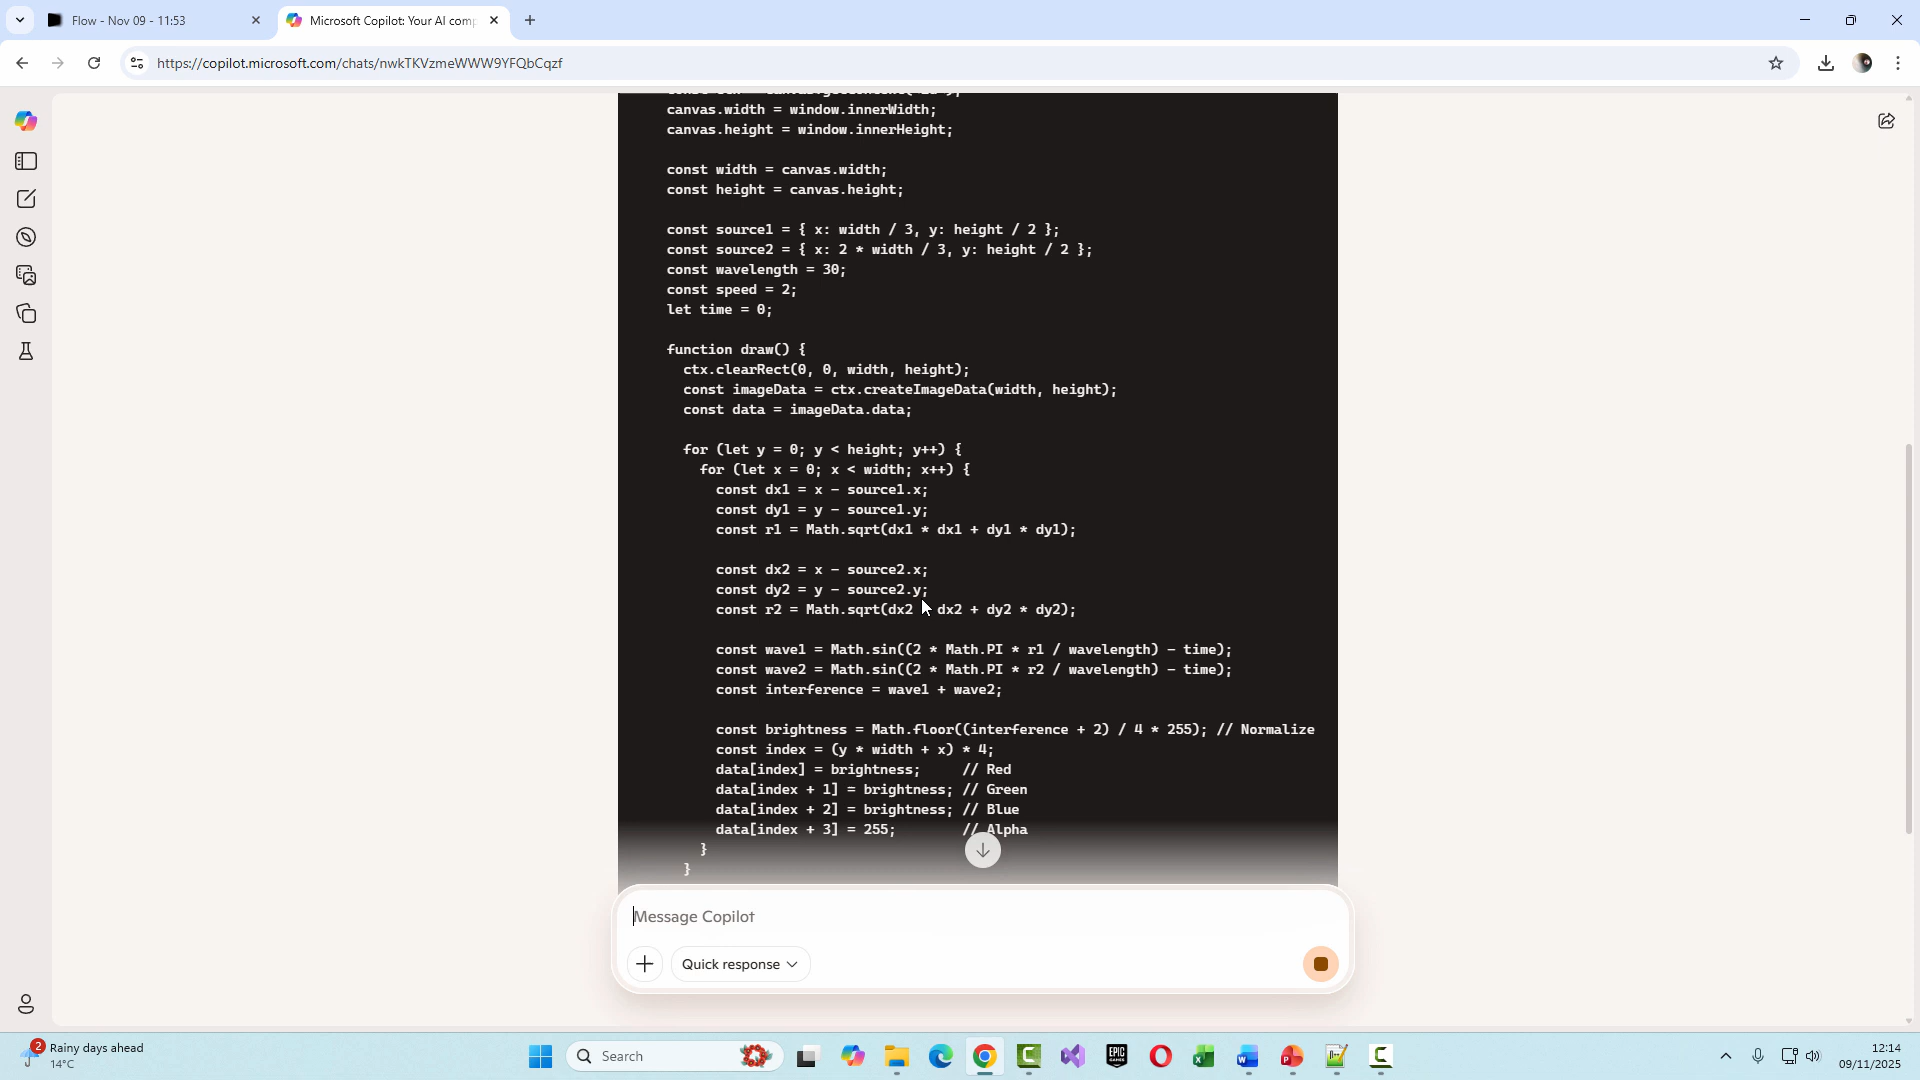 Flow - Nov 09 - 11:53
Microsoft Copilot: Your AI comp
https://copilot.microsoft.com/chats/nwkTKVzmeWWW9YFQbCqzf
canvas.width = window.innerWidth;
canvas.height = window.innerHeight;
const width = canvas.width;
const height = canvas.height;
const source1 = { x: width / 3, y: height / 2 };
const source2 = { x: 2 * width / 3, y: height / 2 };
const wavelength = 30;
const speed = 2;
let time = 0;
function draw() {
ctx.clearRect(0, 0, width, height);
const imageData = ctx.createImageData(width, height);
const data = imageData.data;
for (let y = 0; y < height; y++) {
for (let x = 0; x < width; x++) {
const dx1 = x - source1.x;
const dy1 = y - source1.y;
const r1 = Math.sqrt(dx1 * dx1 + dy1 * dy1);
const dx2 = x - source2.x;
const dy2 = y - source2.y;
const r2 = Math.sqrt(dx2 dx2 + dy2 * dy2);
const wave1 = Math.sin((2 * Math.PI * r1 / wavelength) - time);
const wave2 = Math.sin((2 * Math.PI * r2 / wavelength) - time);
const interference = wave1 + wave2;
const brightness = Math.floor((interference + 2) / 4 * 255); // Normalize
const index = (y * width + x) * 4;
data[index] = brightness; // Red
data[index + 1] = brightness; // Green
data[index + 2] = brightness; // Blue
data[index + 3] = 255; // Alpha
}
}
Message Copilot
Quick response
2
Rainy days ahead
14°C
Search
12:14
09/11/2025